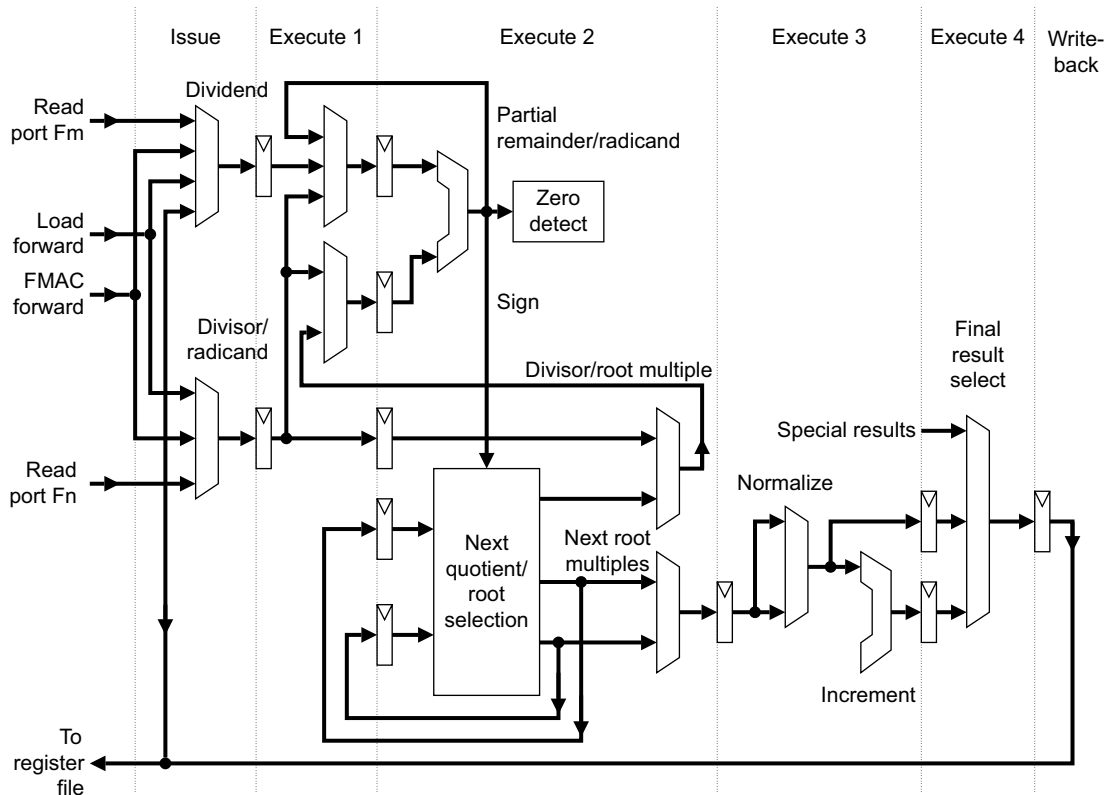 Issue
Execute 1
Execute 2
Execute 3
Execute 4
Write-
back
Dividend
Read
port Fm
Partial
remainder/radicand
Zero
detect
Load
forward
FMAC
forward
Sign
Divisor/
radicand
Final
result
select
Divisor/root multiple
Special results
Read
port Fn
Normalize
Next
quotient/
root
selection
Next root
multiples
Increment
To
register
file